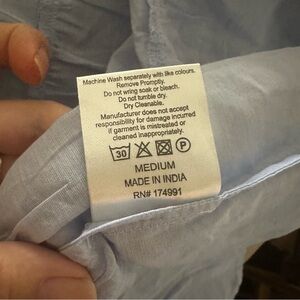 Machine Wash separately with like colours.
Remove Promptly.
Do not wring soak or bleach.
Do not tumble dry.
Dry Cleanable.
Manufacturer does not accept
responsibility for damage incurred
if garment is mistreated or
cleaned inappropriately.
30 P
MEDIUM
MADE IN INDIA
RN# 174991